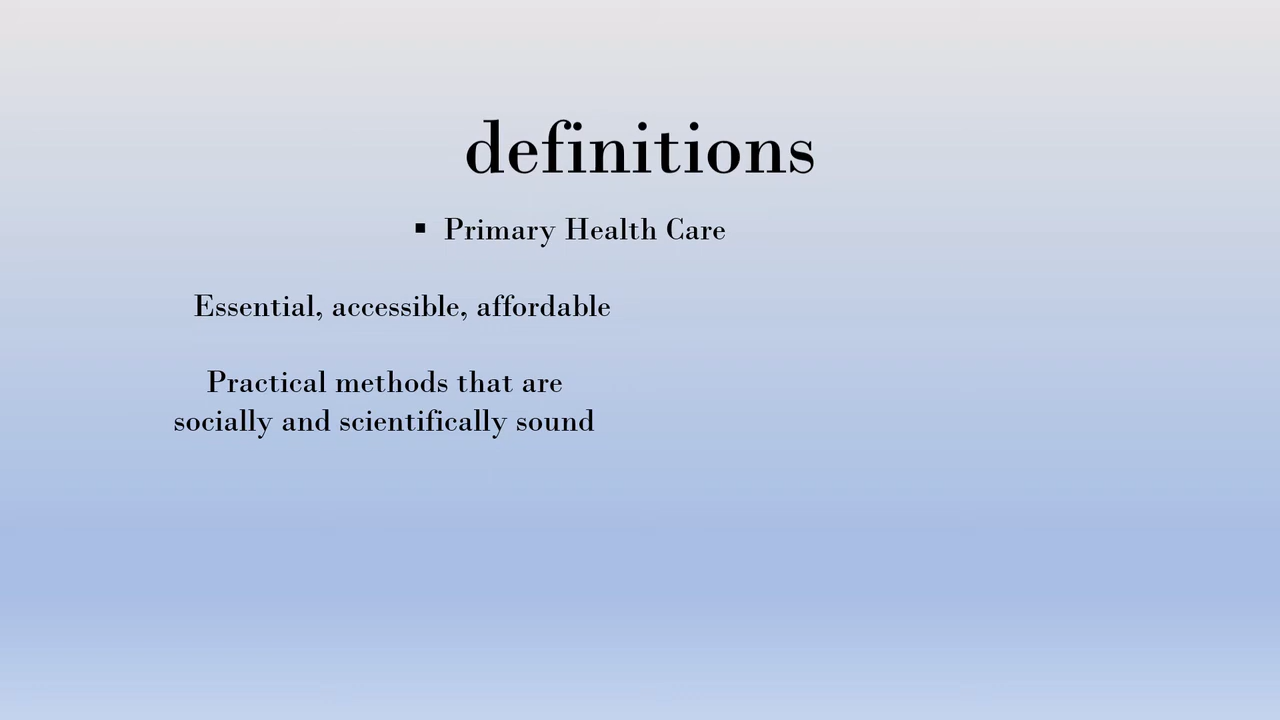 definitions
▪ Primary Health Care
Essential, accessible, affordable
Practical methods that are
socially and scientifically sound